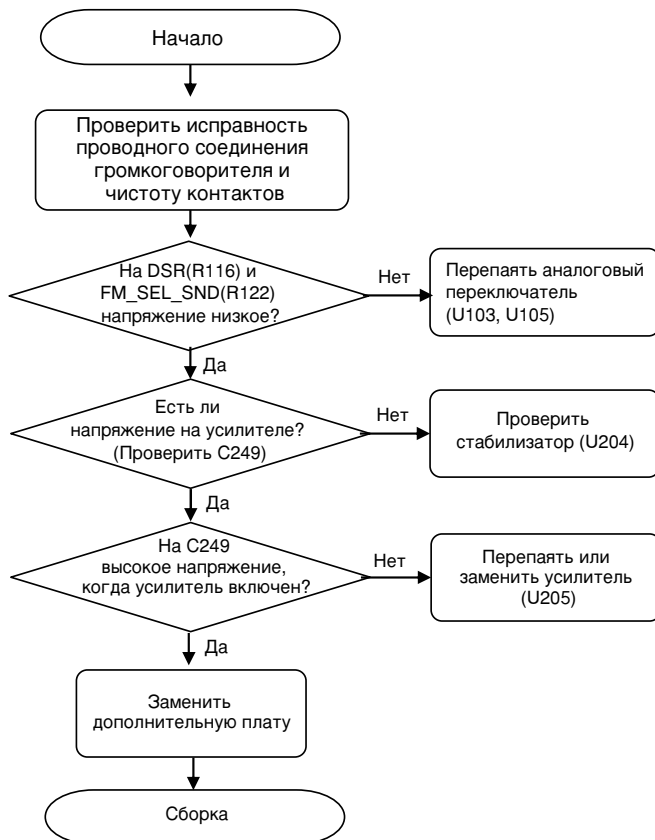 Начало
Проверить исправность
проводного соединения
громкоговорителя и
чистоту контактов
На DSR(R116) и
FM_SEL_SND(R122)
напряжение низкое?
Нет
Перепаять аналоговый
переключатель
(U103, U105)
Да
Есть ли
напряжение на усилителе?
(Проверить C249)
Нет
Проверить
стабилизатор (U204)
Да
На C249
высокое напряжение,
когда усилитель включен?
Нет
Перепаять или
заменить усилитель
(U205)
Да
Заменить
дополнительную плату
Сборка